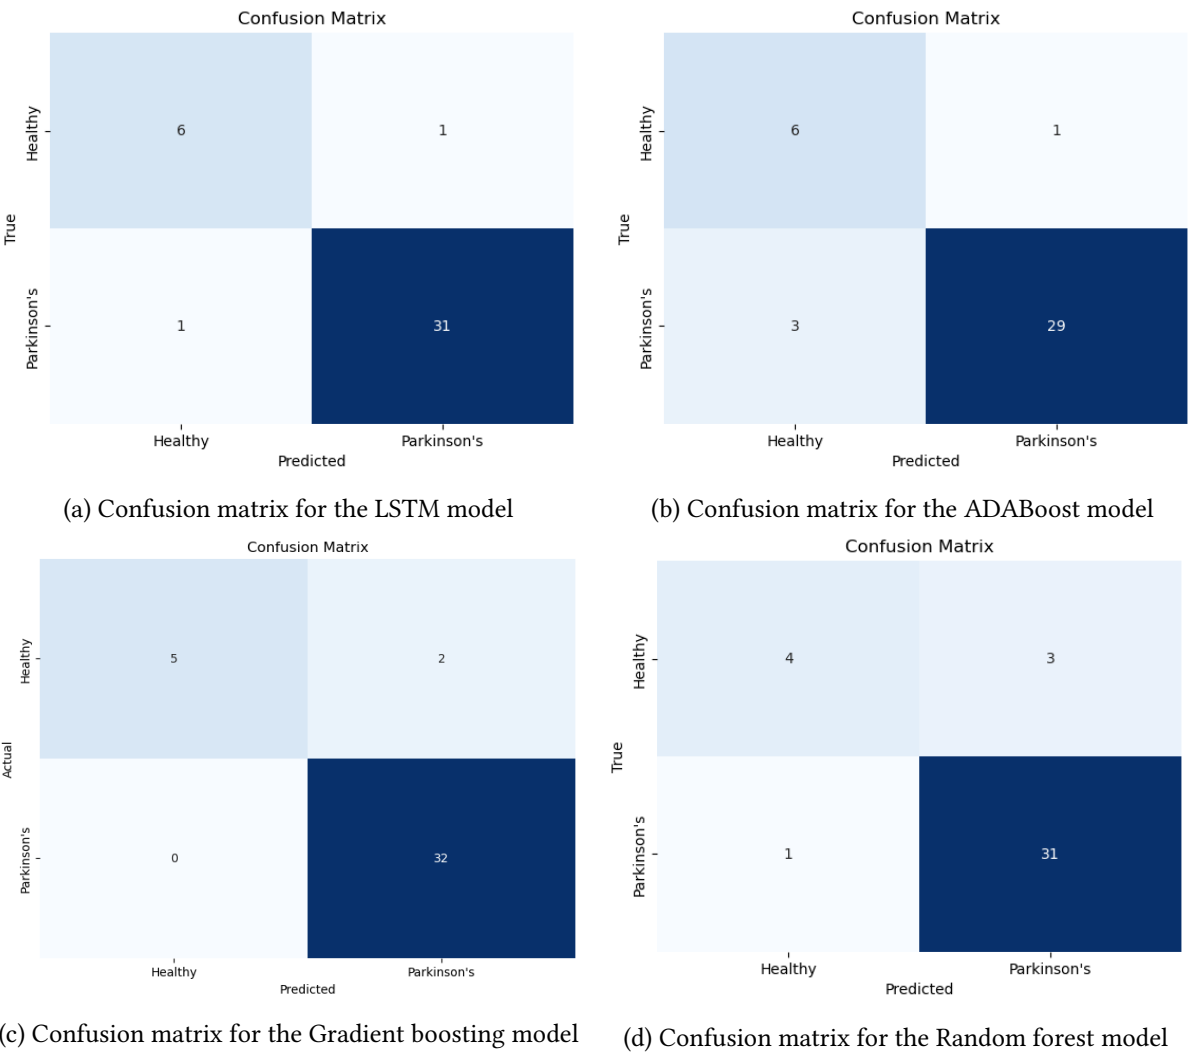 Confusion Matrix
True
Healthy
Parkinson's
6
1
1
31
Healthy
Parkinson's
Predicted
(a) Confusion matrix for the LSTM model
Confusion Matrix
True
Healthy
Parkinson's
6
1
3
29
Healthy
Parkinson's
Predicted
(b) Confusion matrix for the ADABoost model
Confusion Matrix
Actual
Healthy
Parkinson's
5
2
0
32
Healthy
Parkinson's
Predicted
(c) Confusion matrix for the Gradient boosting model
Confusion Matrix
True
Healthy
Parkinson's
4
3
1
31
Healthy
Parkinson's
Predicted
(d) Confusion matrix for the Random forest model